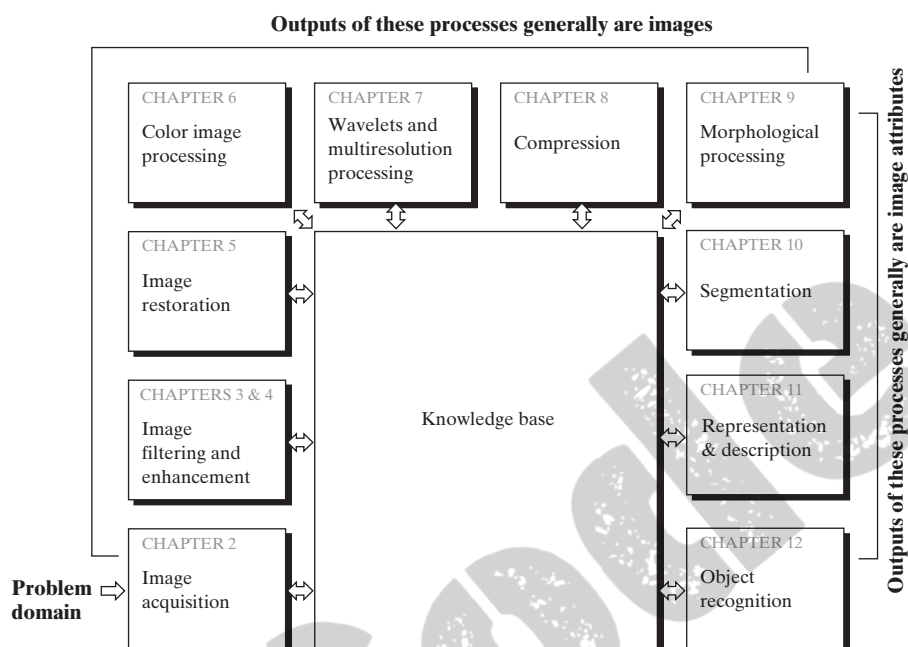 Outputs of these processes generally are images
CHAPTER 6
Color image
processing
CHAPTER 7
Wavelets and
multiresolution
processing
CHAPTER 8
Compression
CHAPTER 9
Morphological
processing
CHAPTER 5
Image
restoration
CHAPTERS 3 & 4
Image
filtering and
enhancement
CHAPTER 2
Image
acquisition
Problem
domain
Knowledge base
CHAPTER 10
Segmentation
CHAPTER 11
Representation
& description
CHAPTER 12
Object
recognition
Outputs of these processes generally are image attributes